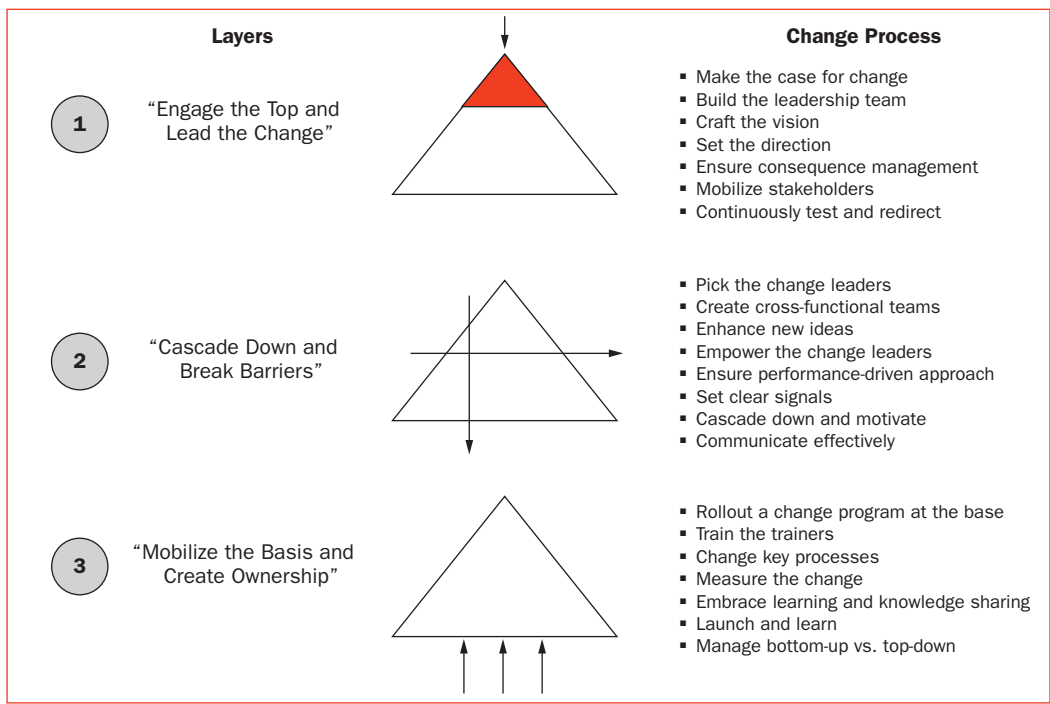 Layers
Change Process
1
“Engage the Top and
Lead the Change”
▪ Make the case for change
▪ Build the leadership team
▪ Craft the vision
▪ Set the direction
▪ Ensure consequence management
▪ Mobilize stakeholders
▪ Continuously test and redirect
2
“Cascade Down and
Break Barriers”
▪ Pick the change leaders
▪ Create cross-functional teams
▪ Enhance new ideas
▪ Empower the change leaders
▪ Ensure performance-driven approach
▪ Set clear signals
▪ Cascade down and motivate
▪ Communicate effectively
3
“Mobilize the Basis and
Create Ownership”
▪ Rollout a change program at the base
▪ Train the trainers
▪ Change key processes
▪ Measure the change
▪ Embrace learning and knowledge sharing
▪ Launch and learn
▪ Manage bottom-up vs. top-down